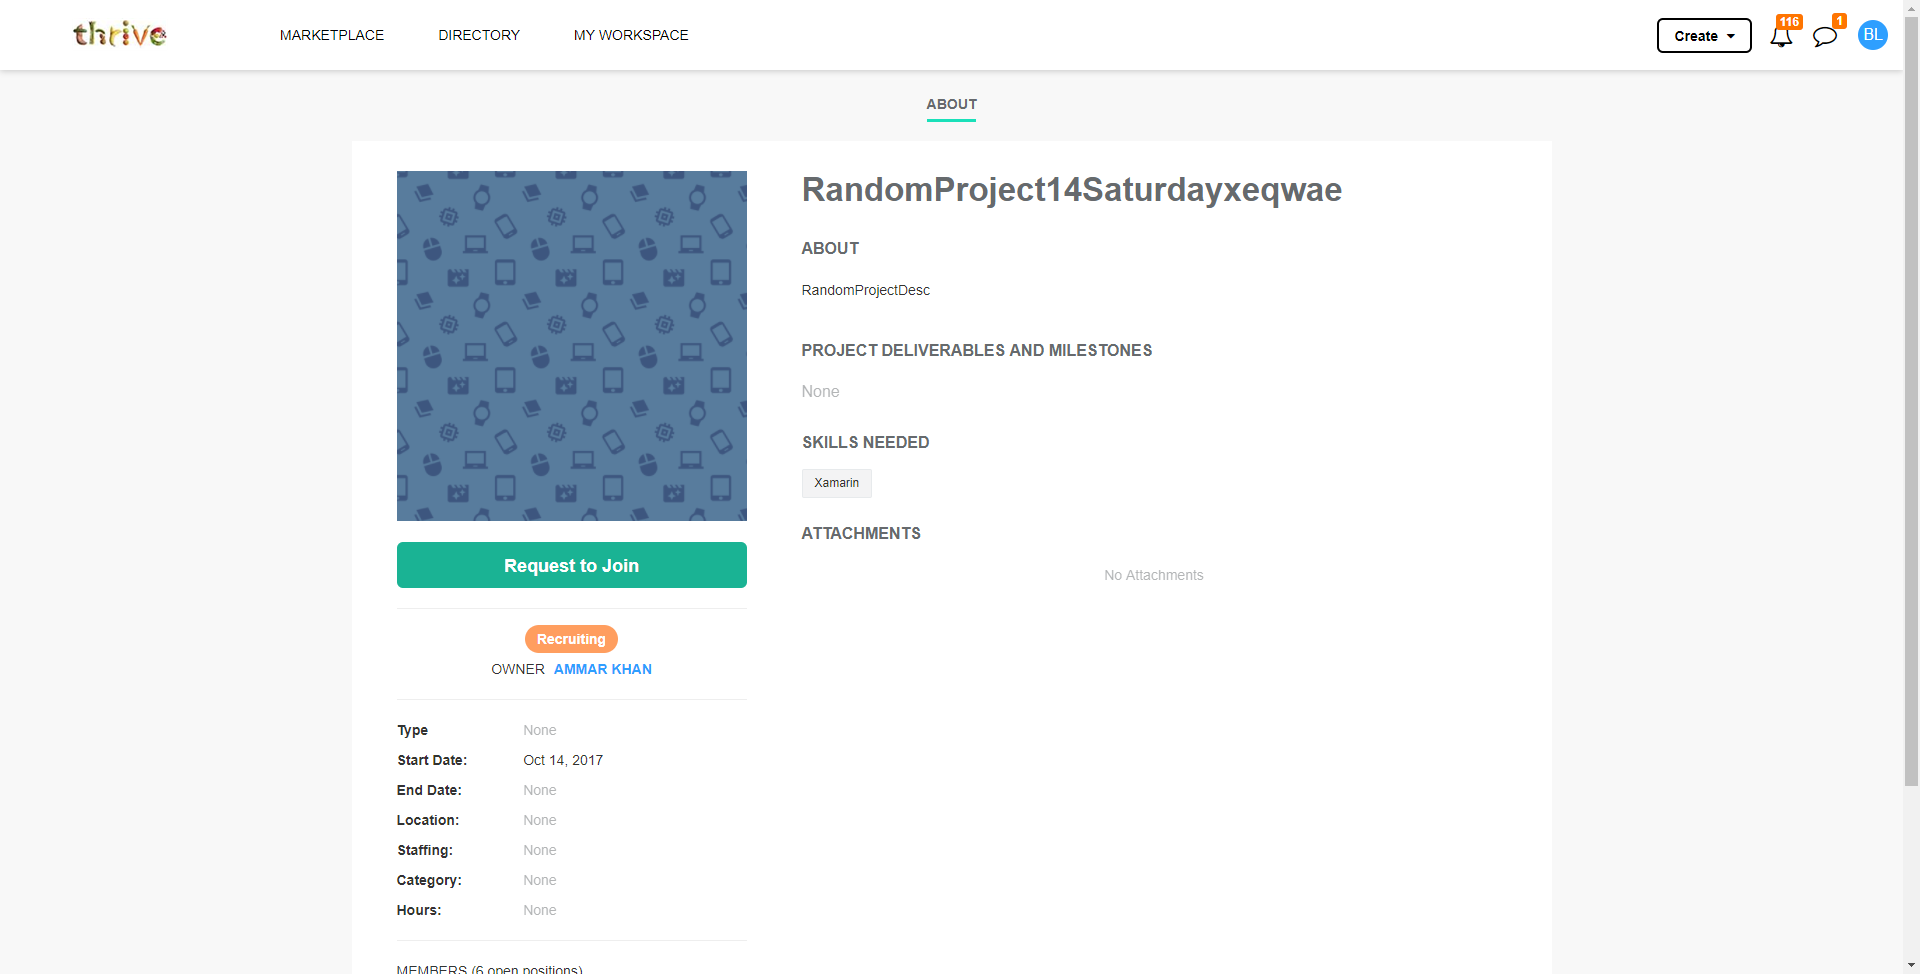 thrive
MARKETPLACE
DIRECTORY
MY WORKSPACE
Create
116
1
BL
ABOUT
RandomProject14Saturdayxeqwae
ABOUT
RandomProjectDesc
PROJECT DELIVERABLES AND MILESTONES
None
SKILLS NEEDED
Xamarin
ATTACHMENTS
No Attachments
Request to Join
Recruiting
OWNER AMMAR KHAN
Type None
Start Date: Oct 14, 2017
End Date: None
Location: None
Staffing: None
Category: None
Hours: None
MEMBERS (6 open positions)